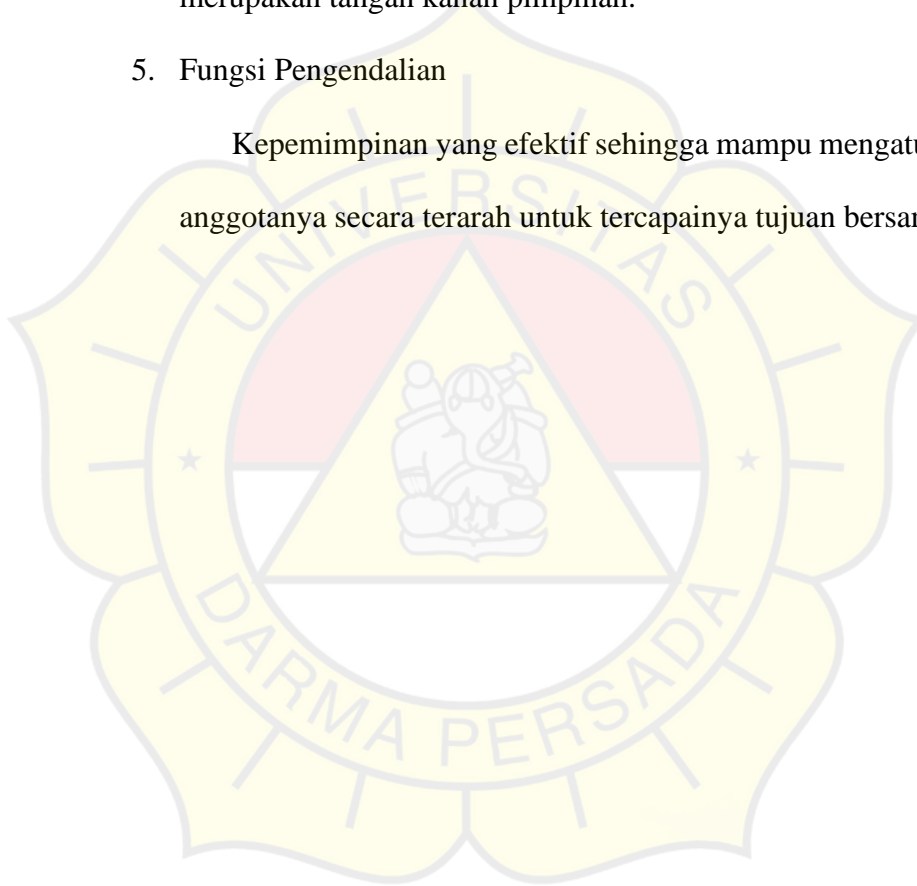 merupakan tangan kanan pimpinan.
5. Fungsi Pengendalian
Kepemimpinan yang efektif sehingga mampu mengatu
anggotanya secara terarah untuk tercapainya tujuan
UNIVERSITAS
DARMA PERSADA